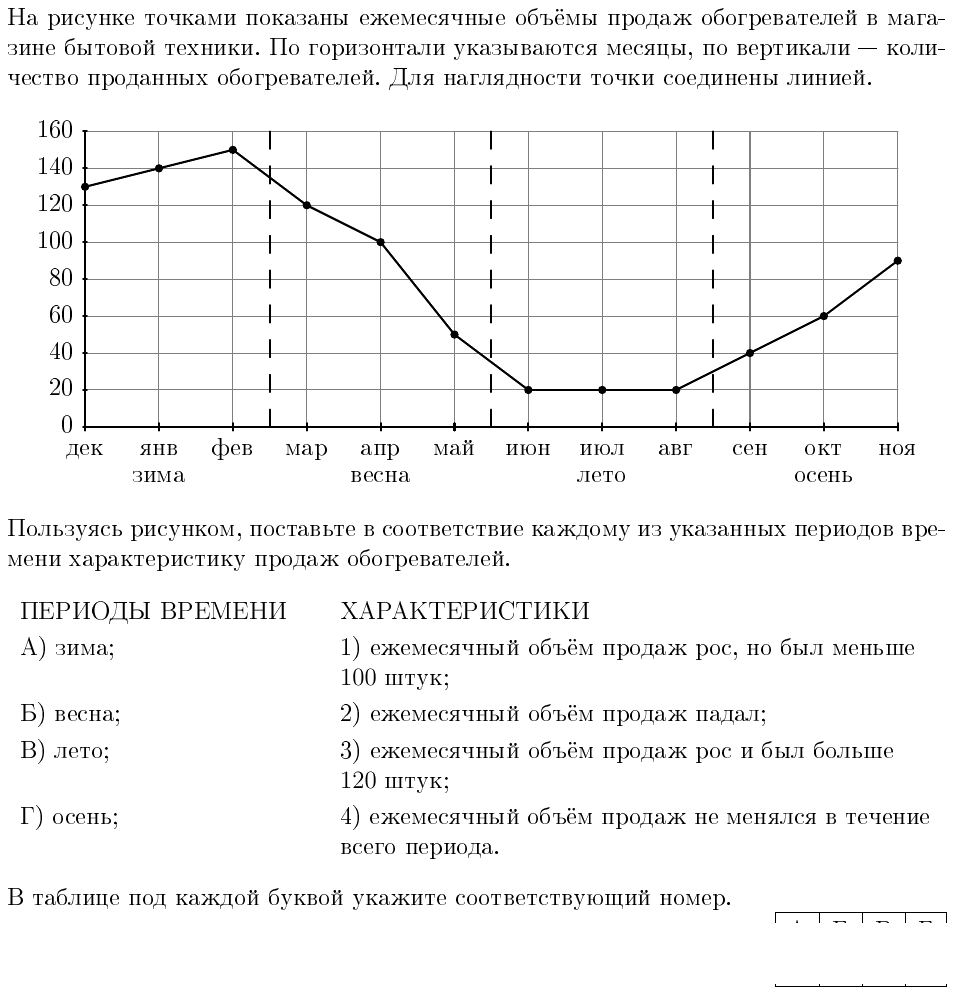 На рисунке точками показаны ежемесячные объёмы продаж обогревателей в мага-
зине бытовой техники. По горизонтали указываются месяцы, по вертикали — коли-
чество проданных обогревателей. Для наглядности точки соединены линией.
160
140
120
100
80
60
40
20
0
дек янв фев мар апр май июн июл авг сен окт ноя
зима весна лето осень
Пользуясь рисунком, поставьте в соответствие каждому из указанных периодов вре-
мени характеристику продаж обогревателей.
ПЕРИОДЫ ВРЕМЕНИ ХАРАКТЕРИСТИКИ
А) зима; 1) ежемесячный объём продаж рос, но был меньше
100 штук;
Б) весна; 2) ежемесячный объём продаж падал;
В) лето; 3) ежемесячный объём продаж рос и был больше
120 штук;
Г) осень; 4) ежемесячный объём продаж не менялся в течение
всего периода.
В таблице под каждой буквой укажите соответствующий номер.